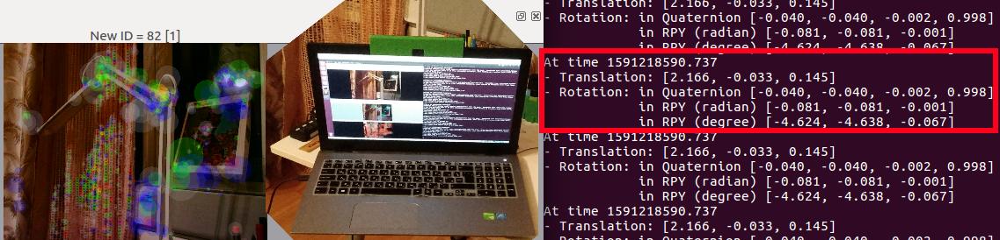 New ID = 82 [1]
- Translation: [2.166, -0.033, 0.145]
- Rotation: in Quaternion [-0.040, -0.040, -0.002, 0.998]
in RPY (radian) [-0.081, -0.081, -0.001]
in RPY (degree) [-4.624, -4.638, -0.067]
At time 1591218590.737
- Translation: [2.166, -0.033, 0.145]
- Rotation: in Quaternion [-0.040, -0.040, -0.002, 0.998]
in RPY (radian) [-0.081, -0.081, -0.001]
in RPY (degree) [-4.624, -4.638, -0.067]
At time 1591218590.737
- Translation: [2.166, -0.033, 0.145]
- Rotation: in Quaternion [-0.040, -0.040, -0.002, 0.998]
in RPY (radian) [-0.081, -0.081, -0.001]
in RPY (degree) [-4.624, -4.638, -0.067]
At time 1591218590.737
- Translation: [2.166, -0.033, 0.145]
- Rotation: in Quaternion [-0.040, -0.040, -0.002, 0.998]